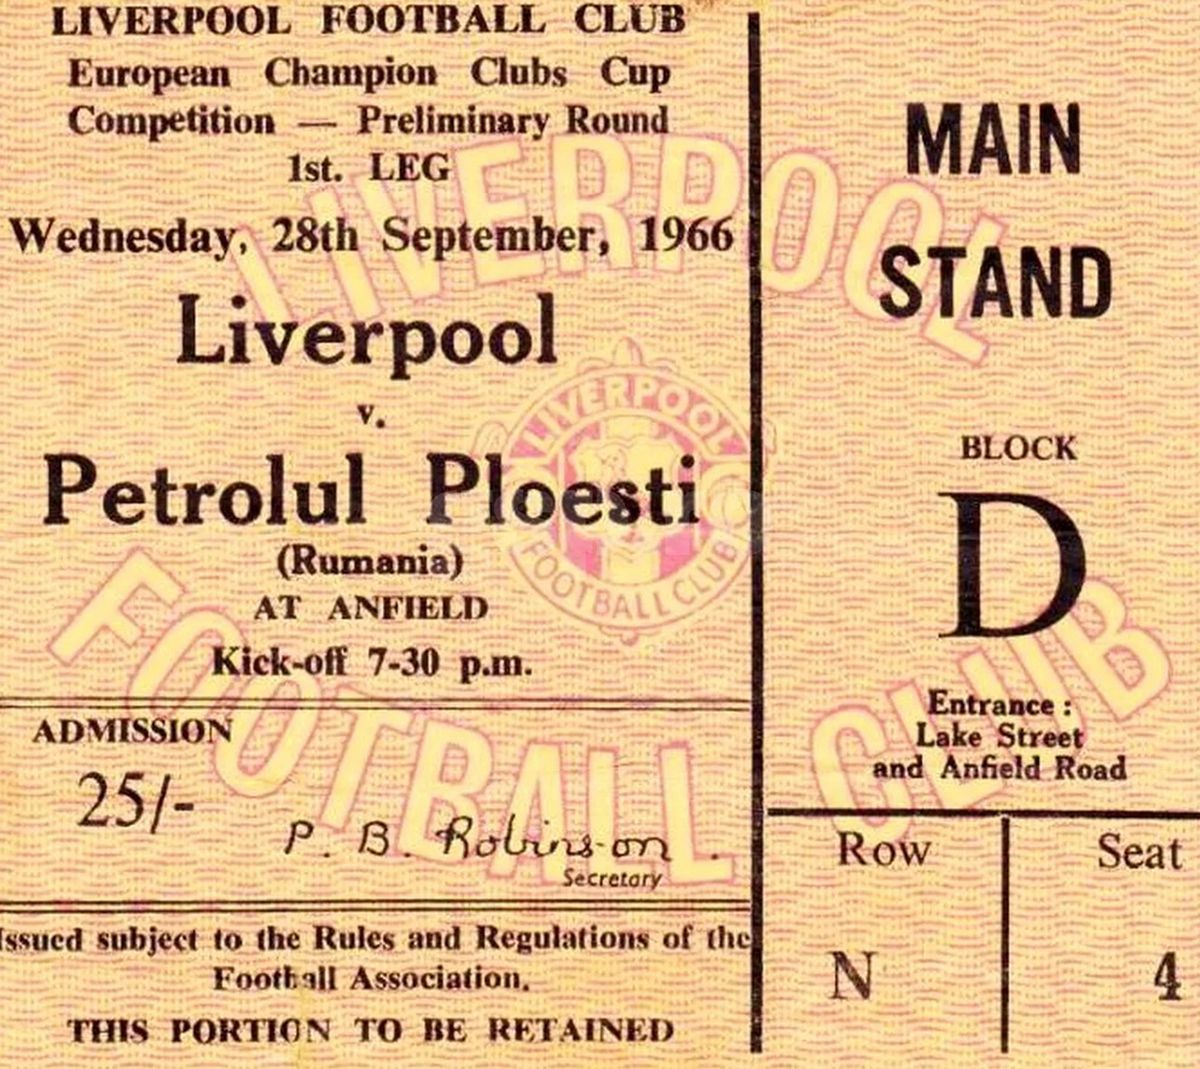 LIVERPOOL FOOTBALL CLUB
European Champion Clubs Cup
Competition — Preliminary Round
1st. LEG
Wednesday, 28th September, 1966
Liverpool
v.
Petrolul Ploesti
(Rumania)
AT ANFIELD
Kick-off 7-30 p.m.
ADMISSION
25/-
P. B. Robinson.
Secretary
Issued subject to the Rules and Regulations of the
Football Association.
THIS PORTION TO BE RETAINED
MAIN
STAND
BLOCK
D
Entrance :
Lake Street
and Anfield Road
Row
Seat
N
4
LIVERPOOL
FOOTBALL CLUB
LIVERPOOL
FOOTBALL CLUB